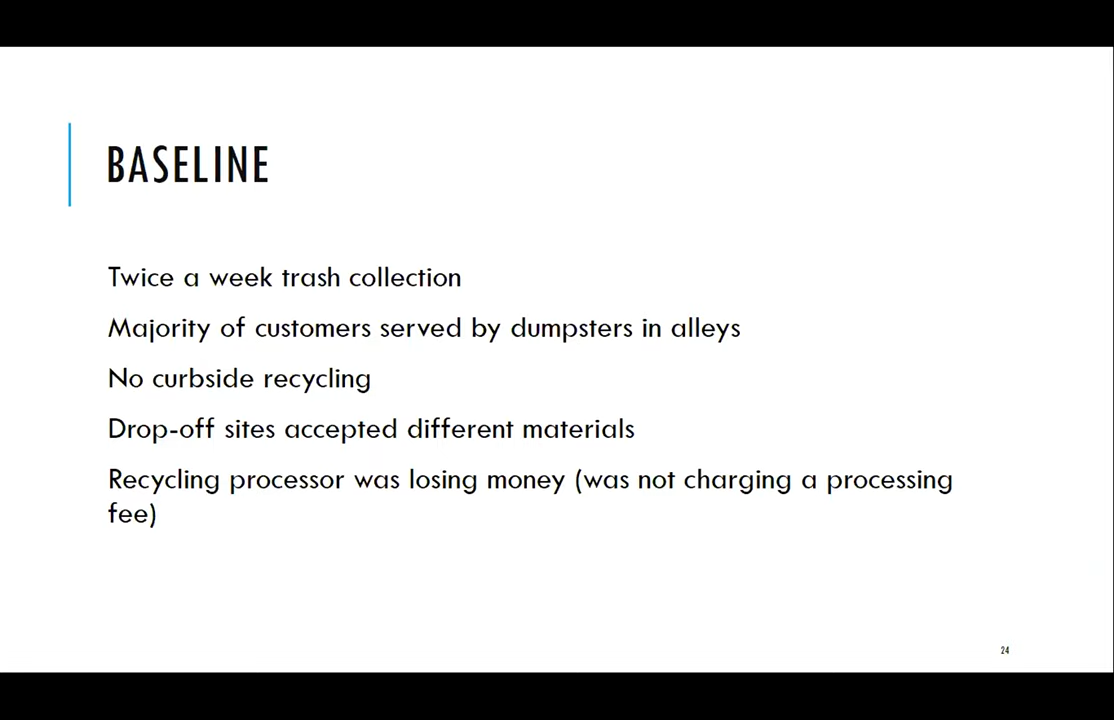 BASELINE
Twice a week trash collection
Majority of customers served by dumpsters in alleys
No curbside recycling
Drop-off sites accepted different materials
Recycling processor was losing money (was not charging a processing
fee)
24